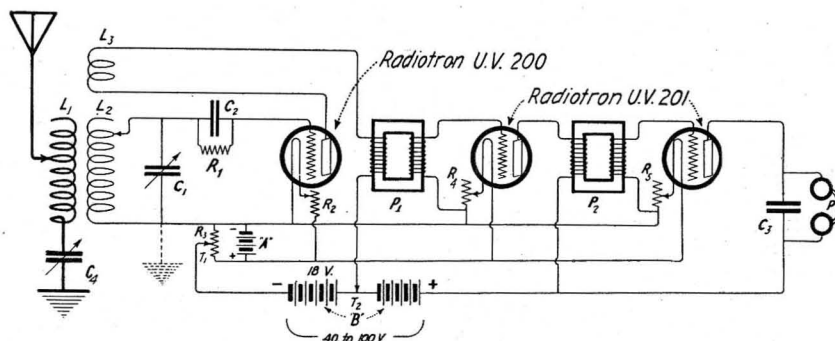 L3
Radiotron U.V. 200
Radiotron U.V. 201
L1
L2
C2
R1
C1
R2
P1
R4
P2
R5
C3
P
R3
T1
"A"
-
+
C4
18 V.
-
+
T2
"B"
40 to 100 V.